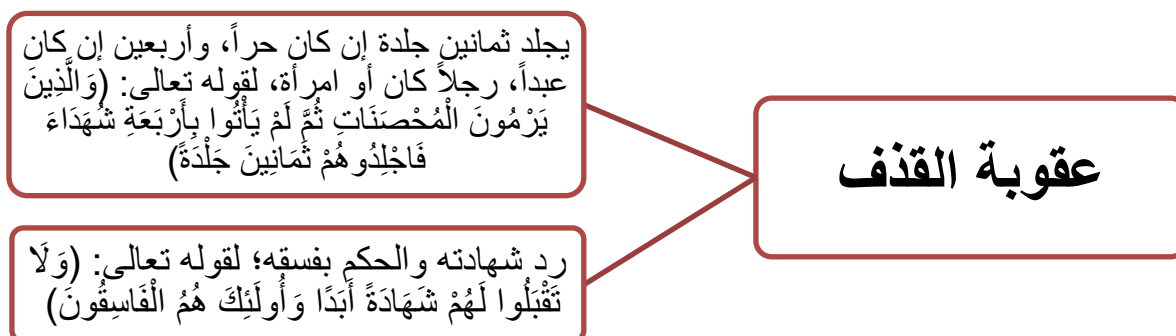 عقوبة القذف
يجلد ثمانين جلدة إن كان حراً، وأربعين إن كان
عبداً، رجلاً كان أو امرأة، لقوله تعالى: (وَالَّذِينَ
يَرْمُونَ الْمُحْصَنَاتِ ثُمَّ لَمْ يَأْتُوا بِأَرْبَعَةِ شُهَدَاءَ
فَاجْلِدُوهُمْ ثَمَانِينَ جَلْدَةً)
رد شهادته والحكم بفسقه؛ لقوله تعالى: (وَلَا
تَقْبَلُوا لَهُمْ شَهَادَةً أَبَدًا وَأُولَئِكَ هُمُ الْفَاسِقُونَ)